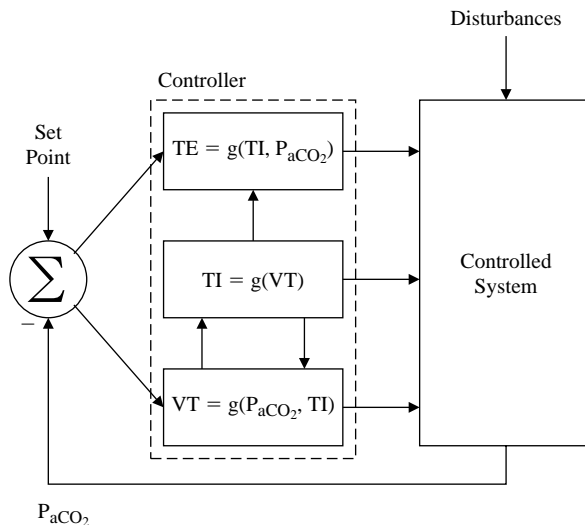 Disturbances
Controller
Set
Point
TE = g(TI, PaCO2)
Σ
−
TI = g(VT)
Controlled
System
VT = g(PaCO2, TI)
PaCO2